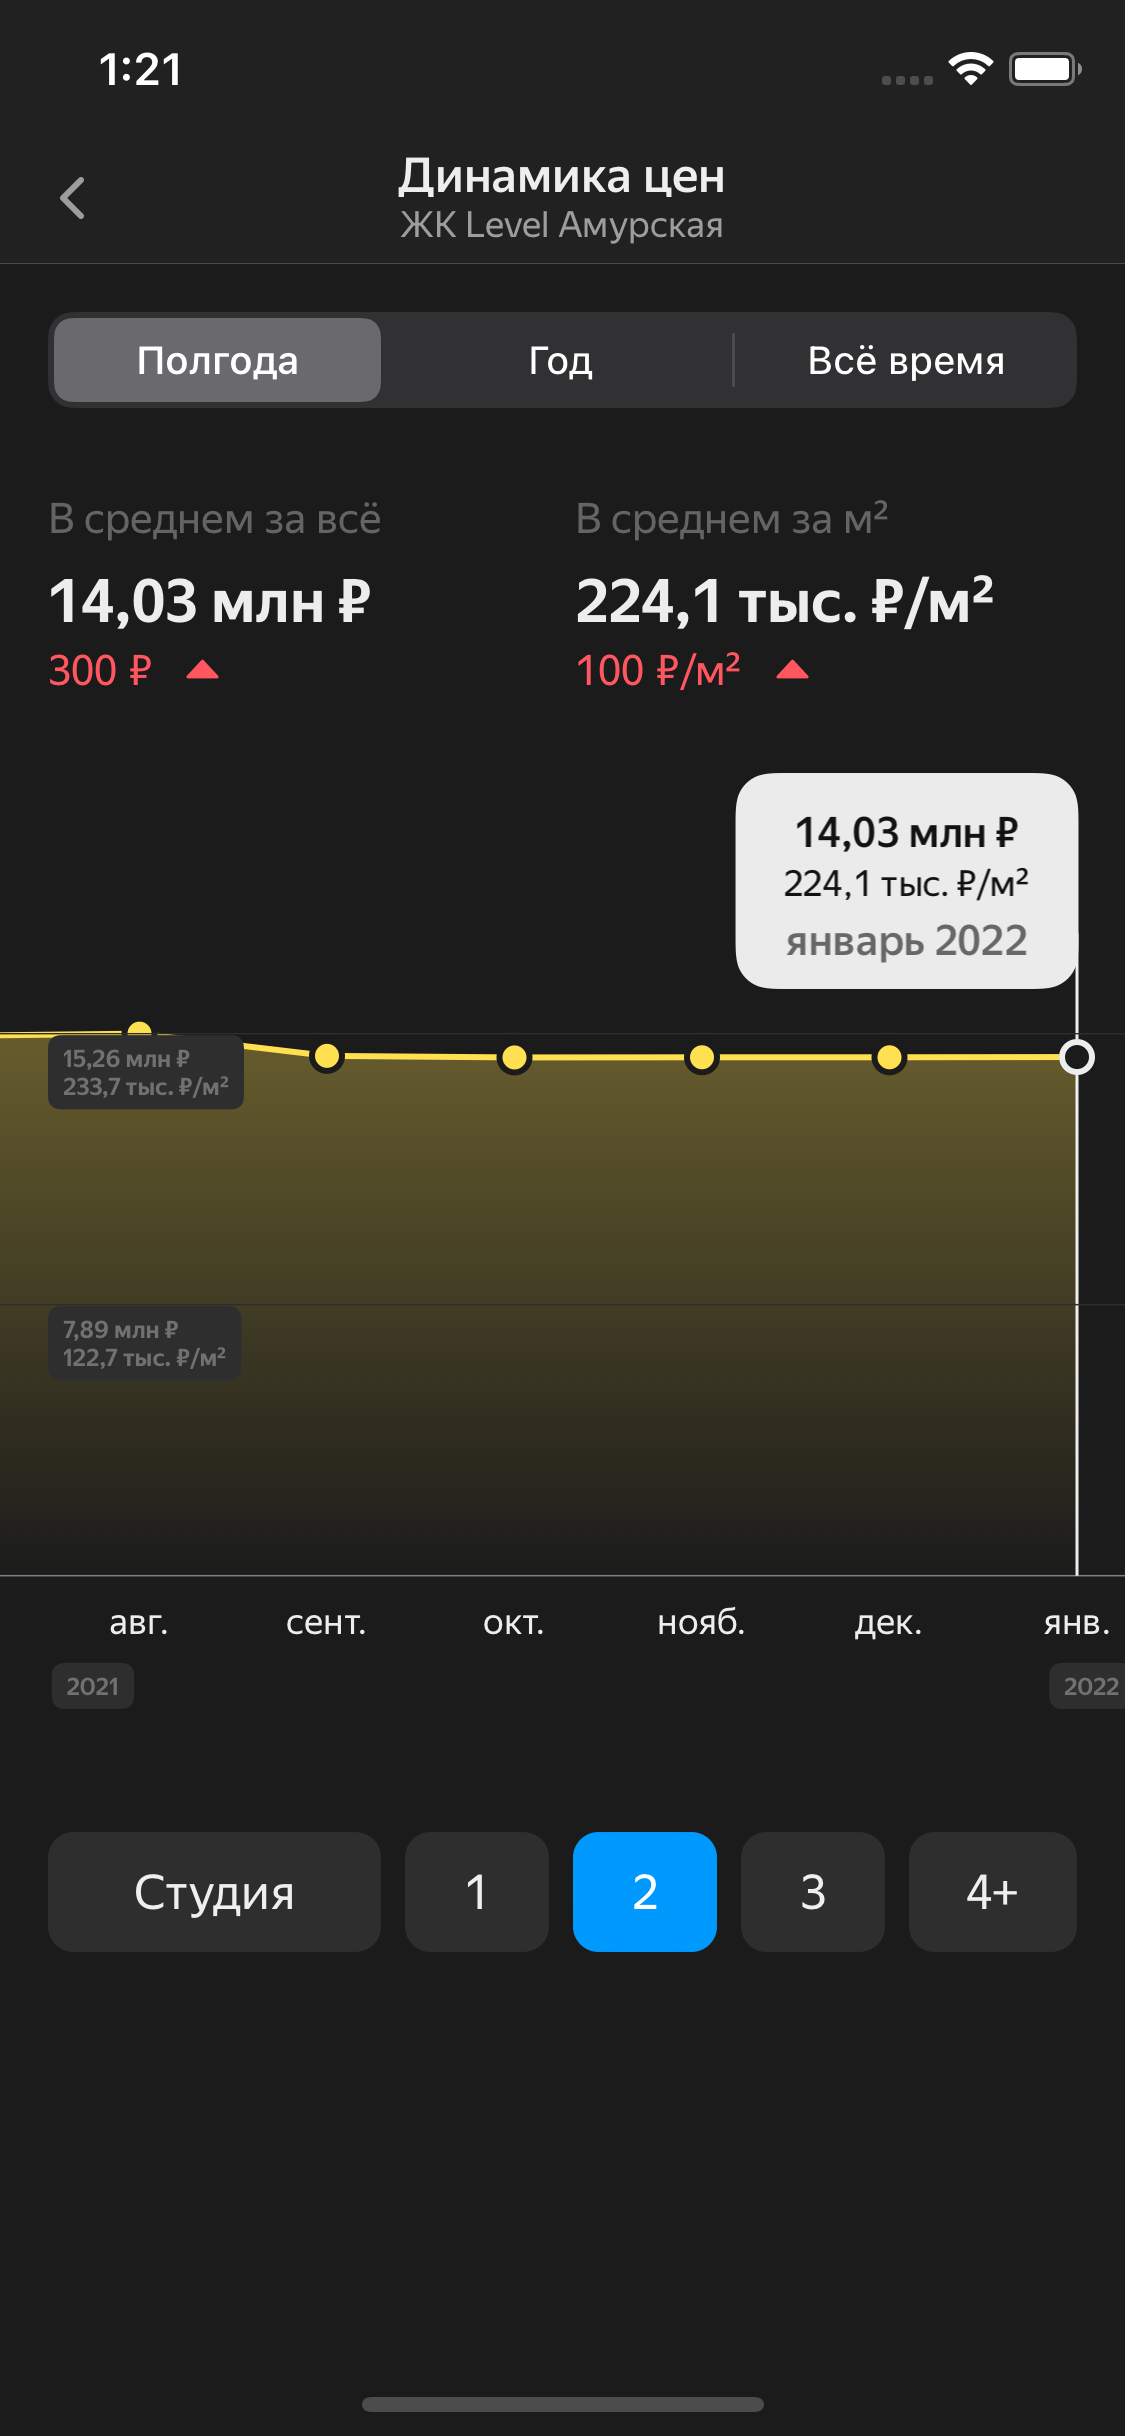 1:21
Динамика цен
ЖК Level Амурская
Полгода
Год
Всё время
В среднем за всё
14,03 млн ₽
300 ₽
В среднем за м²
224,1 тыс. ₽/м²
100 ₽/м²
14,03 млн ₽
224,1 тыс. ₽/м²
январь 2022
15,26 млн ₽
233,7 тыс. ₽/м²
7,89 млн ₽
122,7 тыс. ₽/м²
авг. сент. окт. нояб. дек. янв.
2021 2022
Студия 1 2 3 4+